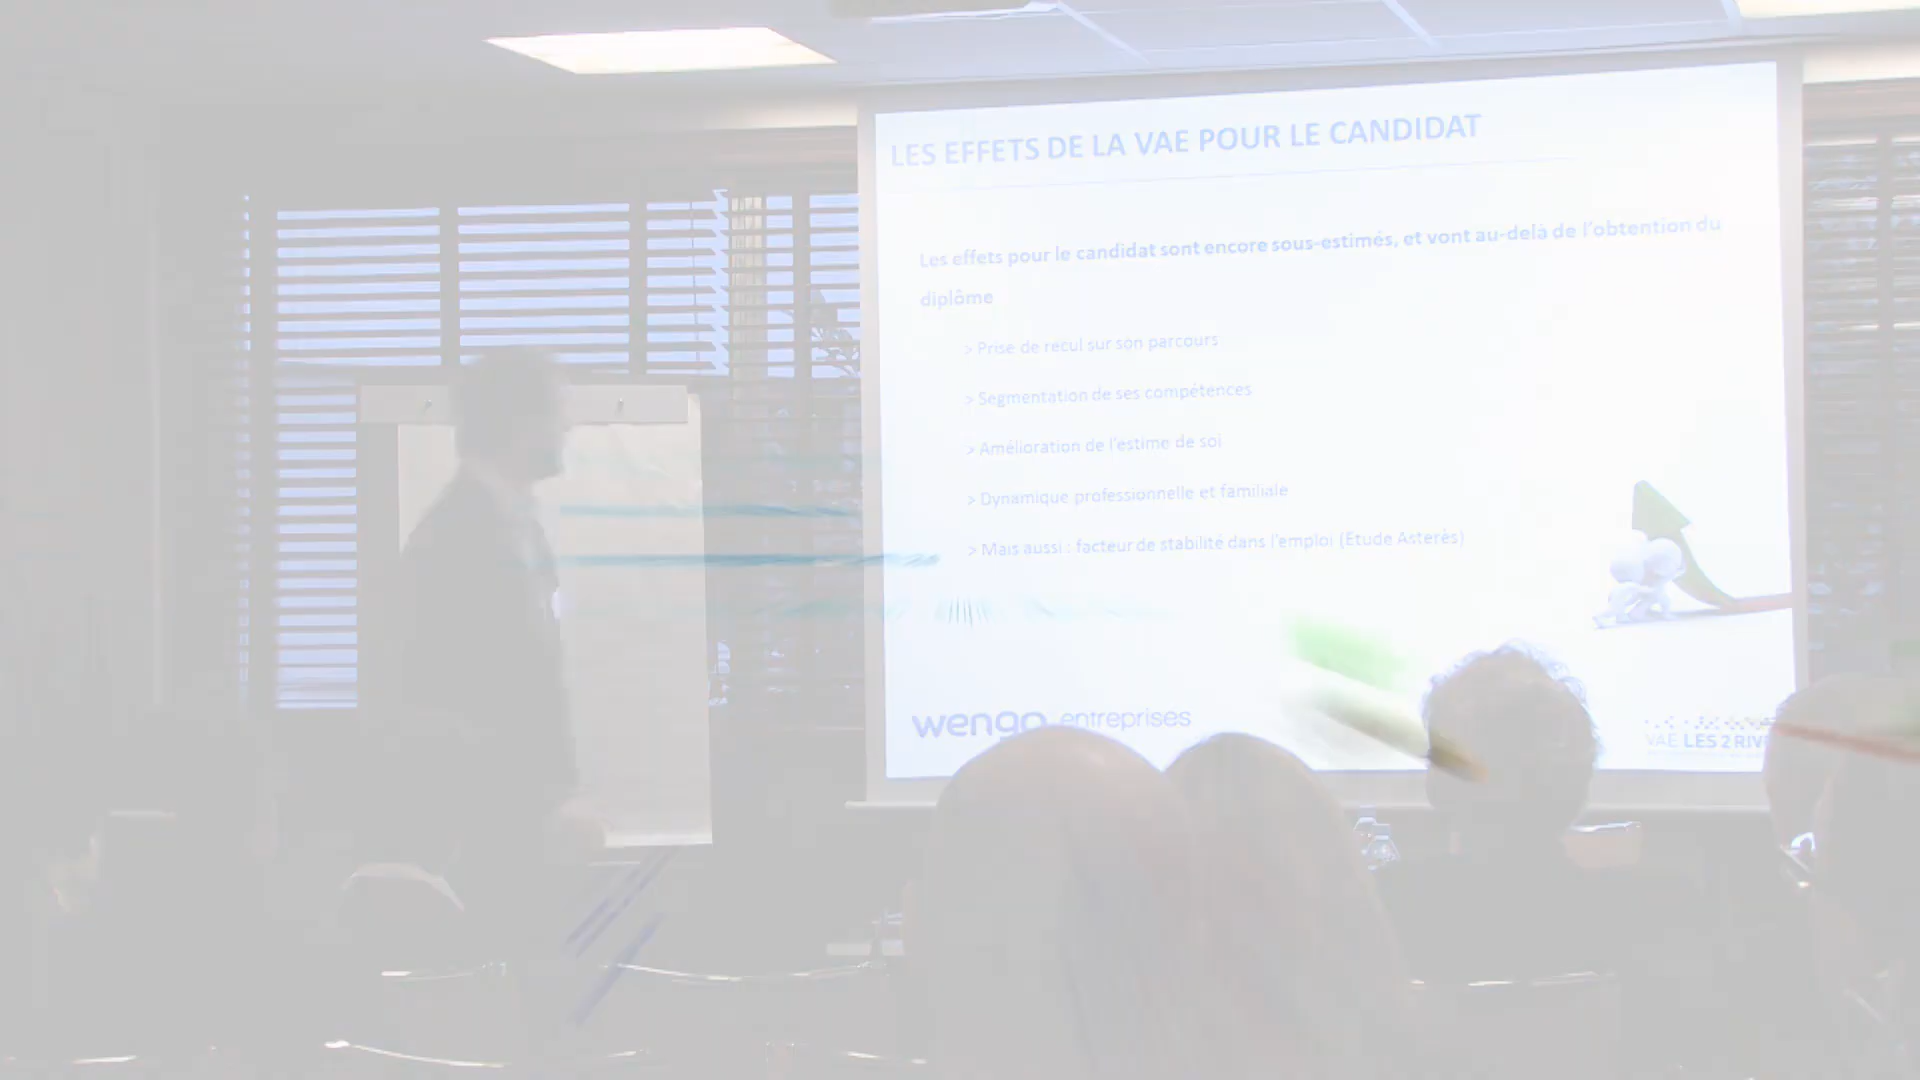 LES EFFETS DE LA VAE POUR LE CANDIDAT
Les effets pour le candidat sont encore sous-estimés, et vont au-delà de l'obtention du
diplôme
> Prise de recul sur son parcours
> Segmentation de ses compétences
> Amélioration de l'estime de soi
> Dynamique professionnelle et familiale
> Mais aussi : facteur de stabilité dans l'emploi (Etude Asterès)
wengo entreprises
VAE LES 2 RIV